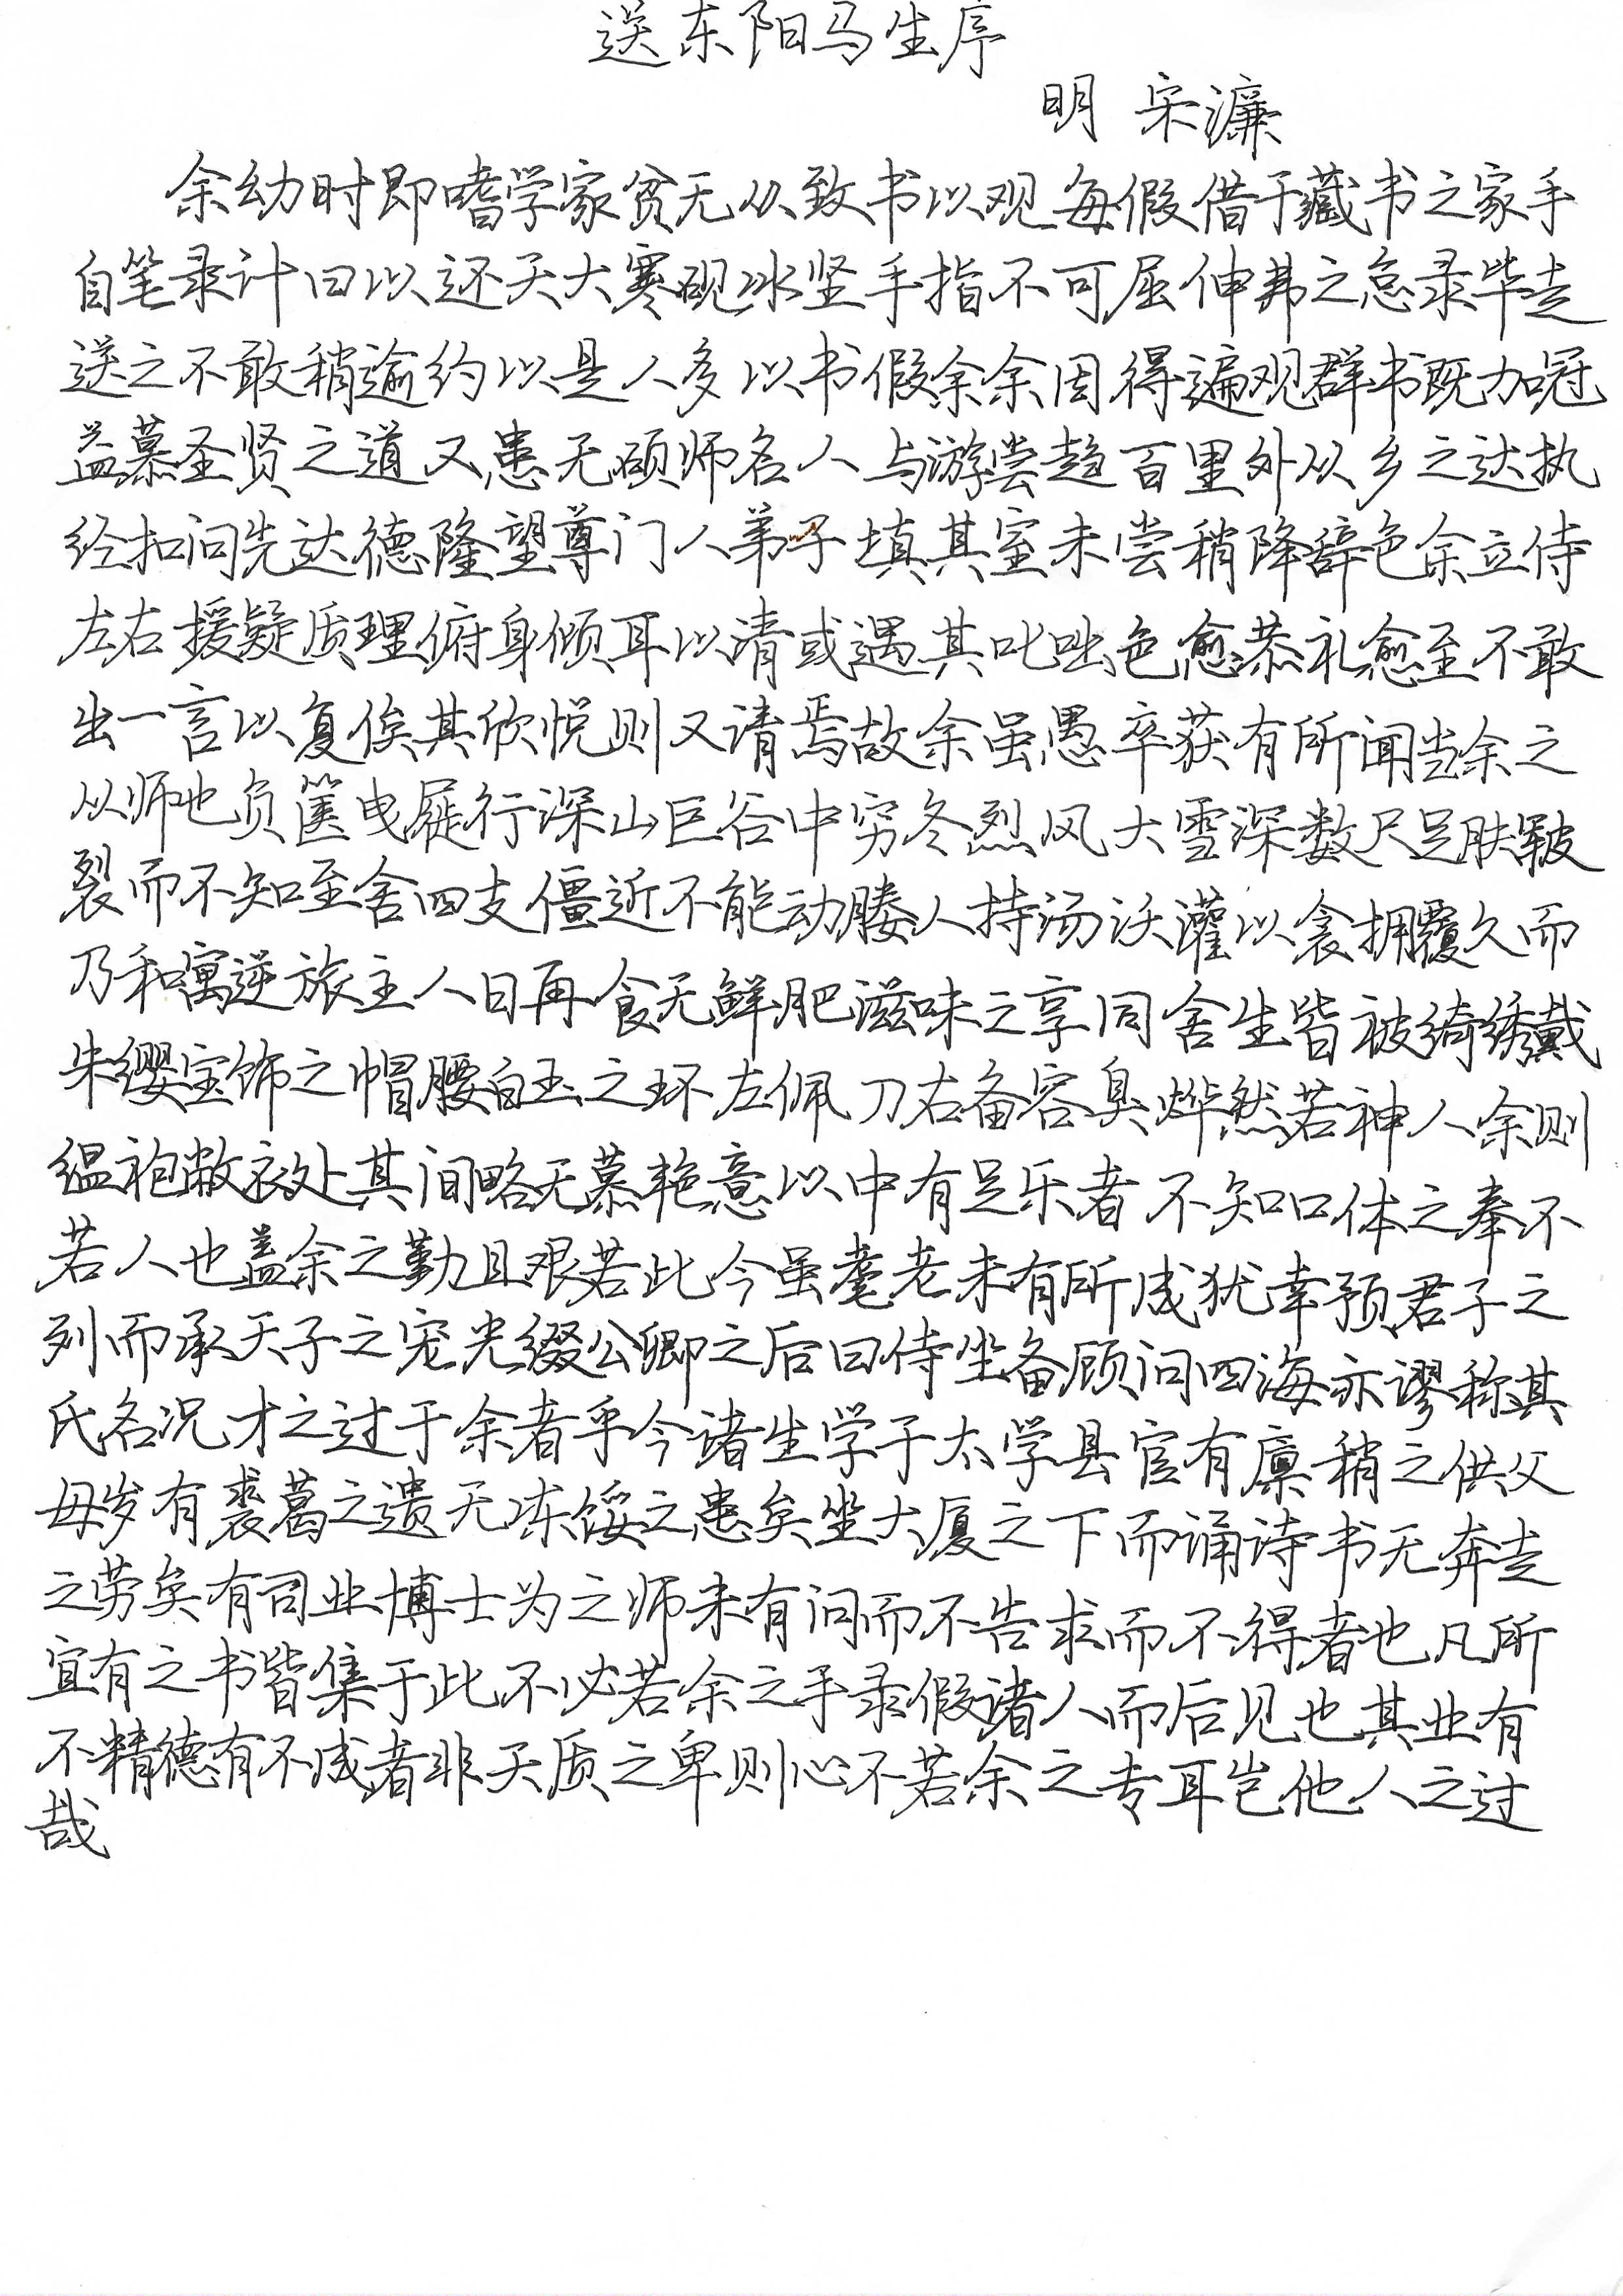 送东阳马生序
明 宋濂
余幼时即嗜学家贫无从致书以观每假借于藏书之家手
自笔录计日以还天大寒砚冰坚手指不可屈伸弗之怠录毕走
送之不敢稍逾约以是人多以书假余余因得遍观群书既加冠
益慕圣贤之道又患无硕师名人与游尝趋百里外从乡之达执
经扣问先达德隆望尊门人弟子填其室未尝稍降辞色余立侍
左右援疑质理俯身倾耳以请或遇其叱咄色愈恭礼愈至不敢
出一言以复俟其欣悦则又请焉故余虽愚卒获有所闻当余之
从师也负箧曳屣行深山巨谷中穷冬烈风大雪深数尺足肤皲
裂而不知至舍四支僵近不能动媵人持汤沃灌以衾拥覆久而
乃和寓逆旅主人日再食无鲜肥滋味之享同舍生皆被绮绣戴
朱缨宝饰之帽腰白玉之环左佩刀右备容臭烨然若神人余则
缊袍敝衣处其间略无慕艳意以中有足乐者不知口体之奉不
若人也盖余之勤且艰若此今虽耄老未有所成犹幸预君子之
列而承天子之宠光缀公卿之后日侍坐备顾问四海亦谬称其
氏名况才之过于余者乎今诸生学于太学县官有廪稍之供父
母岁有裘葛之遗无冻馁之患矣坐大厦之下而诵诗书无奔走
之劳矣有司业博士为之师未有问而不告求而不得者也凡所
宜有之书皆集于此不必若余之手录假诸人而后见也其业有
不精德有不成者非天质之卑则心不若余之专耳岂他人之过
哉